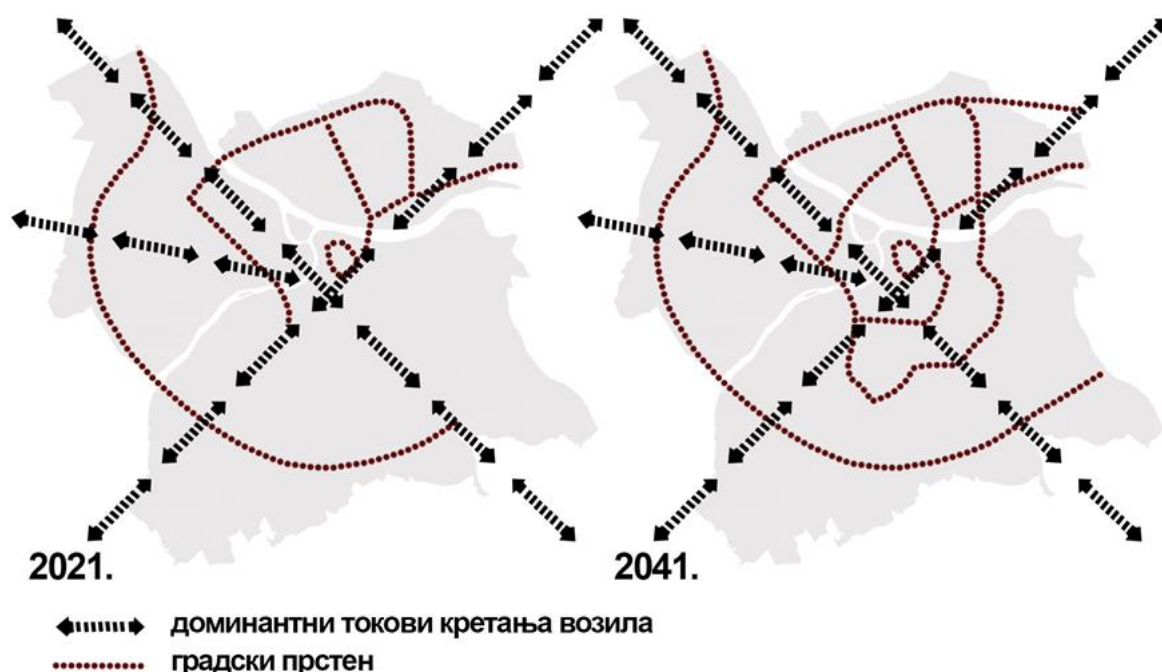 2021.
2041.
доминантни токови кретања возила
градски прстен